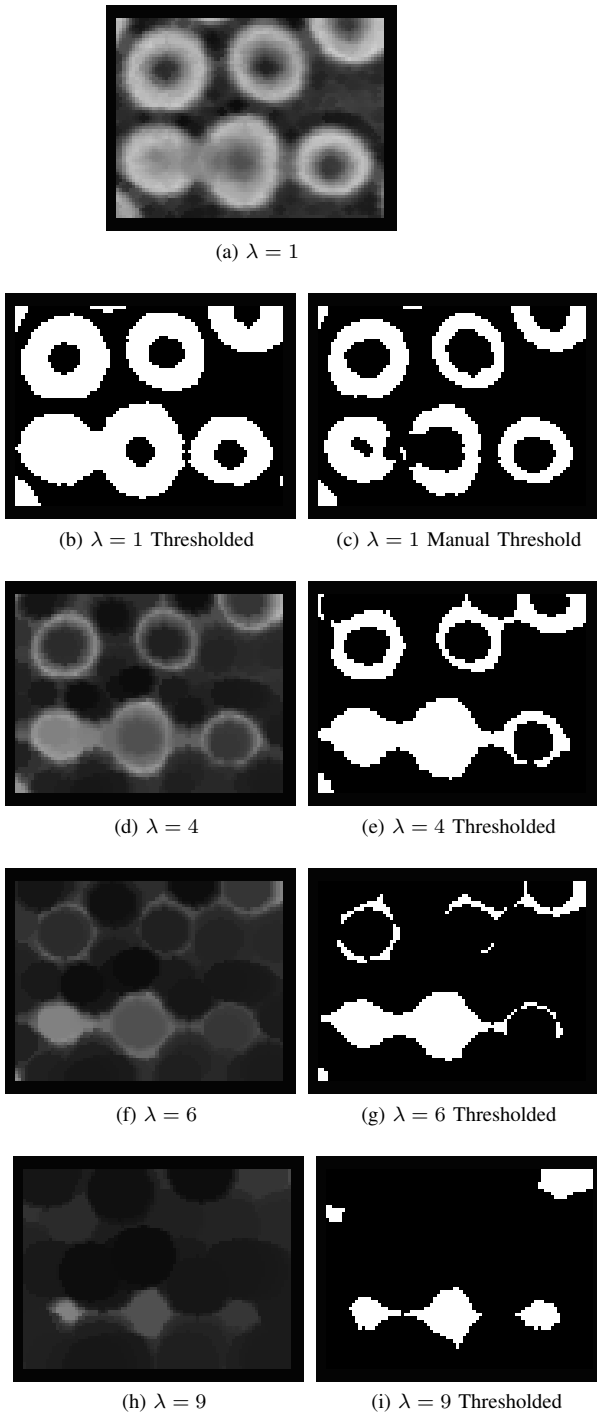 (a) λ = 1
(b) λ = 1 Thresholded
(c) λ = 1 Manual Threshold
(d) λ = 4
(e) λ = 4 Thresholded
(f) λ = 6
(g) λ = 6 Thresholded
(h) λ = 9
(i) λ = 9 Thresholded